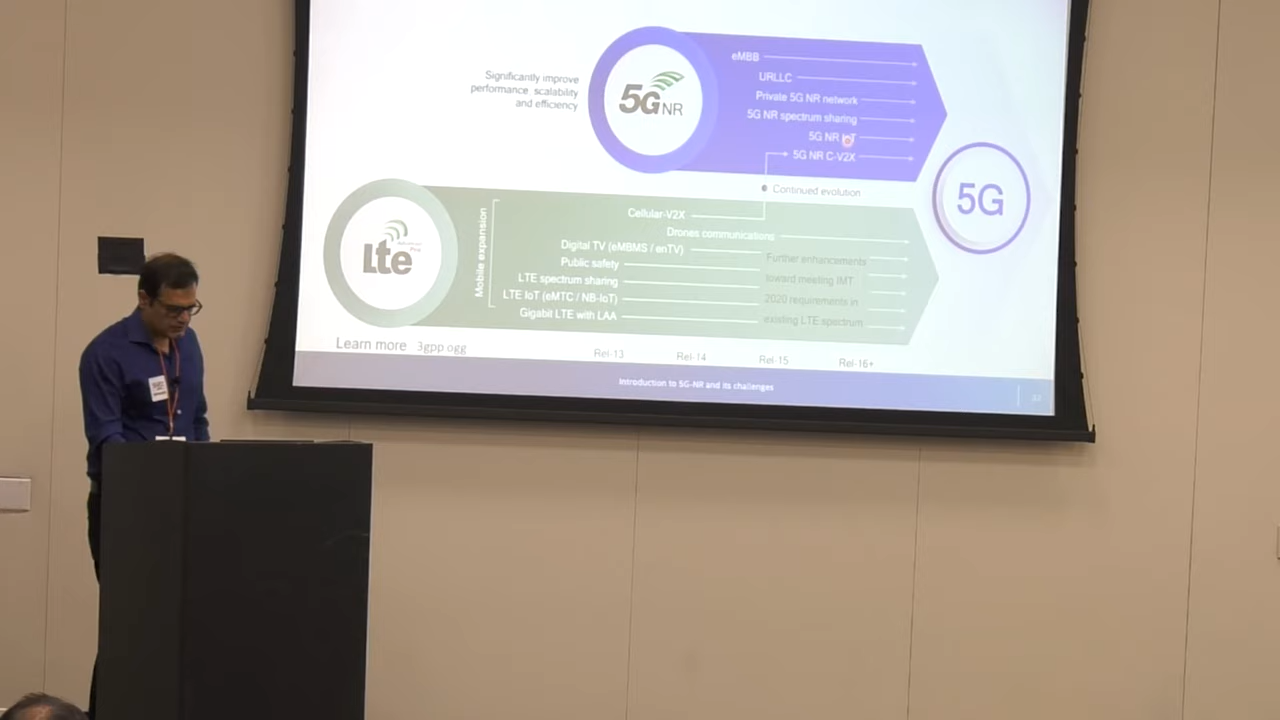 Significantly improve
performance scalability
and efficiency
5G NR
eMBB
URLLC
Private 5G NR network
5G NR spectrum sharing
5G NR IoT
5G NR C-V2X
Continued evolution
5G
LTE
Advanced
Pro
Mobile expansion
Cellular-V2X
Drones communications
Digital TV (eMBMS / enTV)
Public safety
LTE spectrum sharing
LTE IoT (eMTC / NB-IoT)
Gigabit LTE with LAA
Further enhancements
toward meeting IMT
2020 requirements in
existing LTE spectrum
Learn more 3gpp ogg
Rel-13
Rel-14
Rel-15
Rel-16+
Introduction to 5G-NR and its challenges